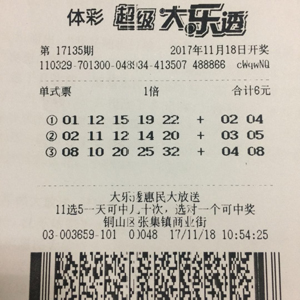 体彩 超级大乐透
第 17135期 2017年11月18日开奖
110329-701300-048934-413507 488866 cWqwNQ
单式票 1倍 合计6元
① 01 12 15 19 22 + 02 04
② 02 11 12 14 20 + 03 05
③ 08 10 20 25 32 + 04 08
大乐透惠民大放送
11选5一天可中几十次，选对一个可中奖
铜山区张集镇商业街
03-003659-101 00048 17/11/18 10:54:25